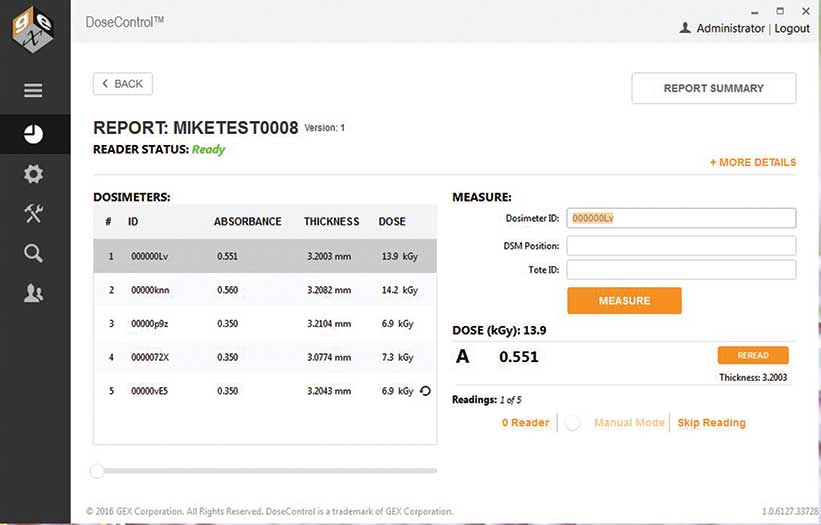 gex
DoseControl™
Administrator | Logout
BACK
REPORT SUMMARY
REPORT: MIKETEST0008 Version: 1
READER STATUS: Ready
+ MORE DETAILS
DOSIMETERS:
# ID ABSORBANCE THICKNESS DOSE
1 000000Lv 0.551 3.2003 mm 13.9 kGy
2 00000knn 0.560 3.2082 mm 14.2 kGy
3 0000p9z 0.350 3.2104 mm 6.9 kGy
4 0000072X 0.350 3.0774 mm 7.3 kGy
5 00000vE5 0.350 3.2043 mm 6.9 kGy
MEASURE:
Dosimeter ID: 000000Lv
DSM Position:
Tote ID:
MEASURE
DOSE (kGy): 13.9
A 0.551
REREAD
Thickness: 3.2003
Readings: 1 of 5
0 Reader | Manual Mode | Skip Reading
© 2016 GEX Corporation. All Rights Reserved. DoseControl is a trademark of GEX Corporation.
1.0.6127.33728